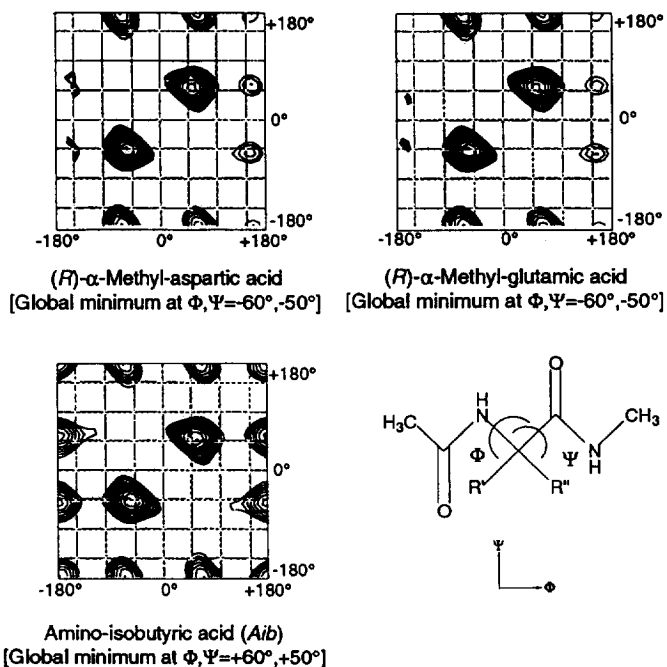 +180°
0°
-180°
-180° 0° +180°
(R)-α-Methyl-aspartic acid
[Global minimum at Φ,Ψ=-60°,-50°]
+180°
0°
-180°
-180° 0° +180°
(R)-α-Methyl-glutamic acid
[Global minimum at Φ,Ψ=-60°,-50°]
+180°
0°
-180°
-180° 0° +180°
Amino-isobutyric acid (Aib)
[Global minimum at Φ,Ψ=+60°,+50°]
O
H
N
CH₃
H₃C
Φ
Ψ
N
H
R' R"
O
Ψ
Φ